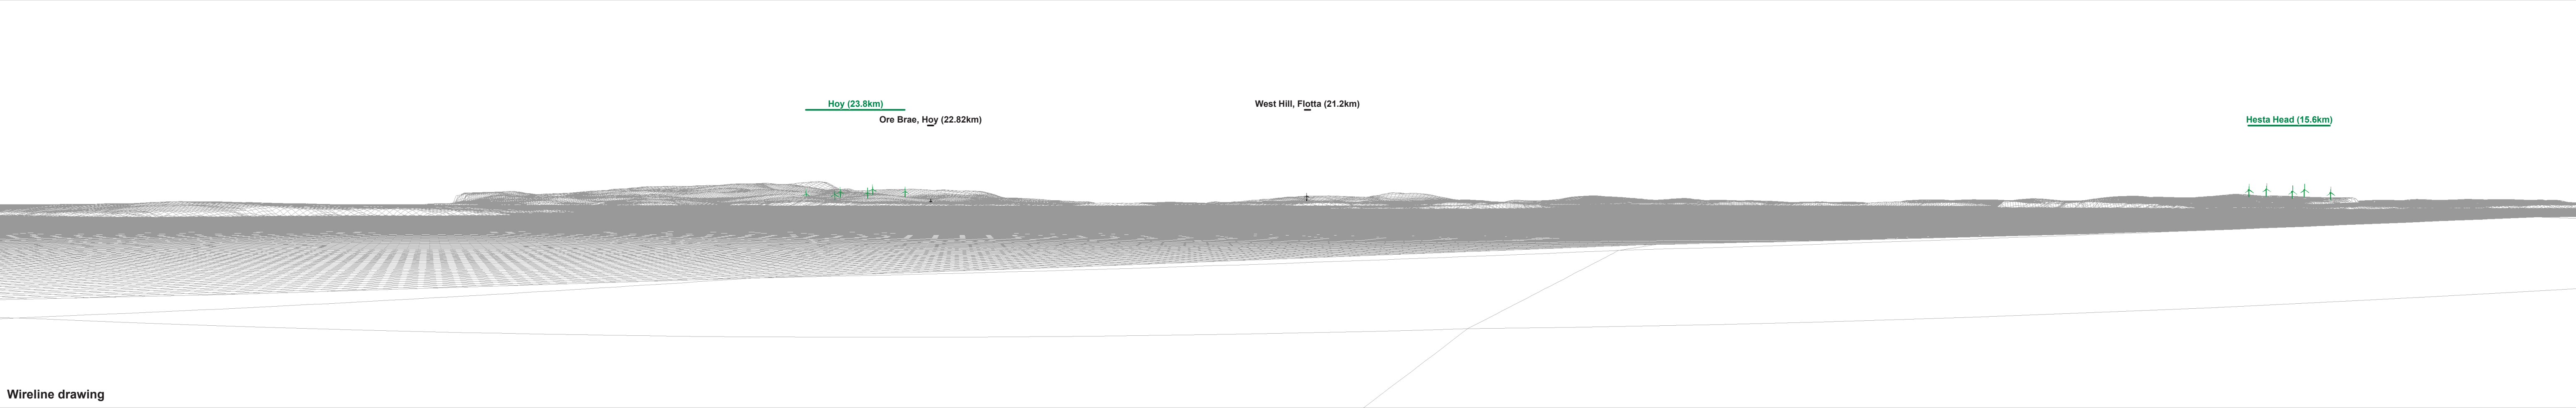 Hoy (23.8km)
Ore Brae, Hoy (22.82km)
West Hill, Flotta (21.2km)
Hesta Head (15.6km)
Wireline drawing